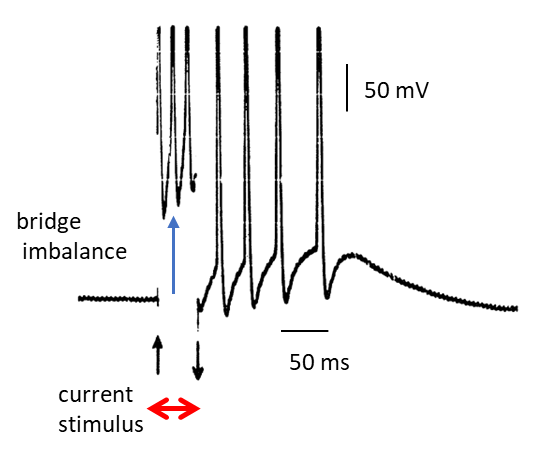 50 mV
bridge
imbalance
50 ms
current
stimulus